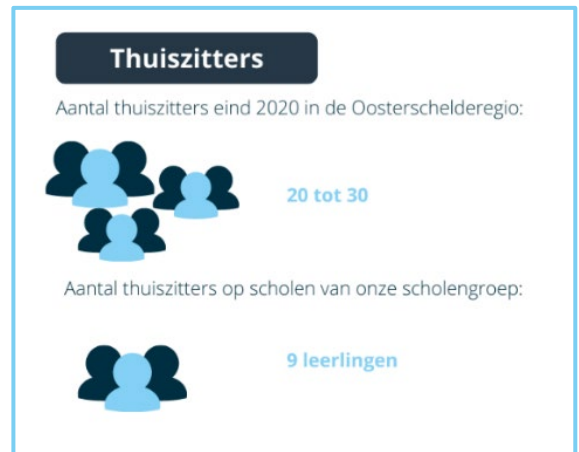 Thuiszitters
Aantal thuiszitters eind 2020 in de Oosterschelderegio:
20 tot 30
Aantal thuiszitters op scholen van onze scholengroep:
9 leerlingen